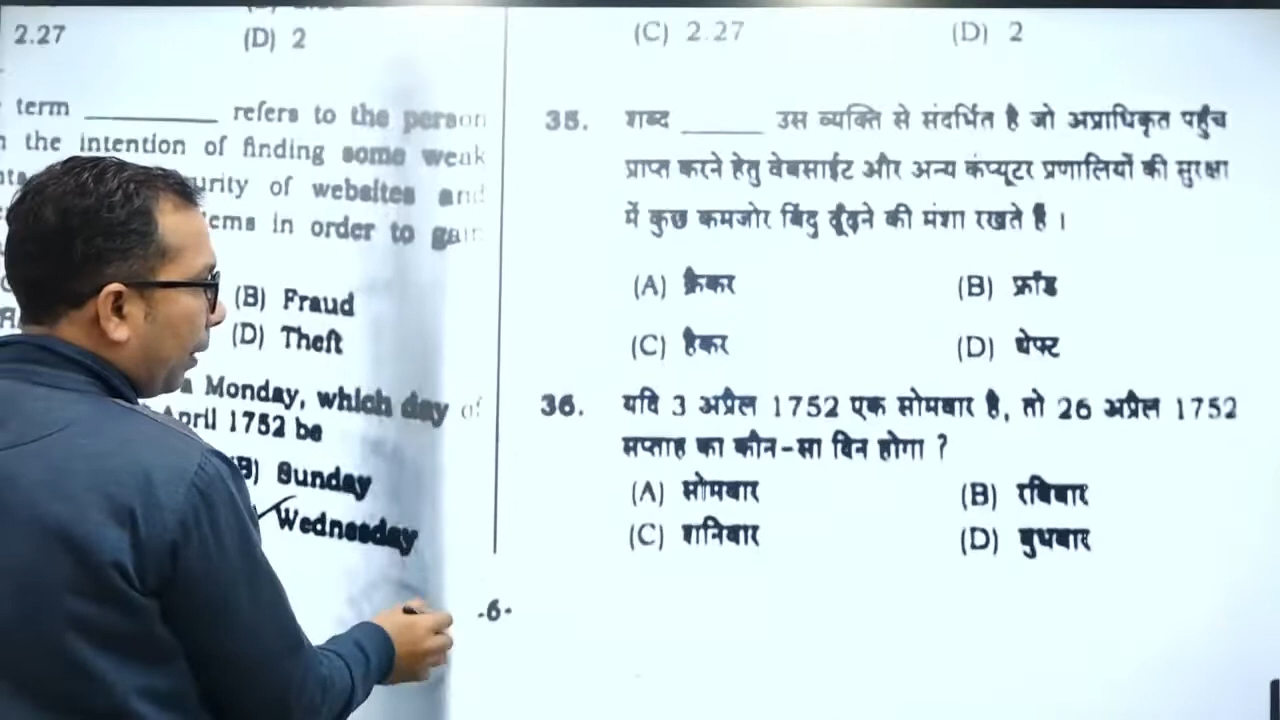 2.27 (D) 2
term ________ refers to the person
the intention of finding some weak
urity of websites and
ems in order to gain
(B) Fraud
(D) Theft
a Monday, which day of
April 1752 be
(B) Sunday
Wednesday
(C) 2.27 (D) 2
35. शब्द ______ उस व्यक्ति से संदर्भित है जो अप्राधिकृत पहुँच
प्राप्त करने हेतु वेबसाईट और अन्य कंप्यूटर प्रणालियों की सुरक्षा
में कुछ कमजोर बिंदु ढूँढ़ने की मंशा रखते हैं ।
(A) क्रैकर (B) फ्रॉड
(C) हैकर (D) थेफ्ट
36. यदि 3 अप्रैल 1752 एक सोमवार है, तो 26 अप्रैल 1752
सप्ताह का कौन-सा दिन होगा ?
(A) सोमवार (B) रविवार
(C) शनिवार (D) बुधवार
-6-